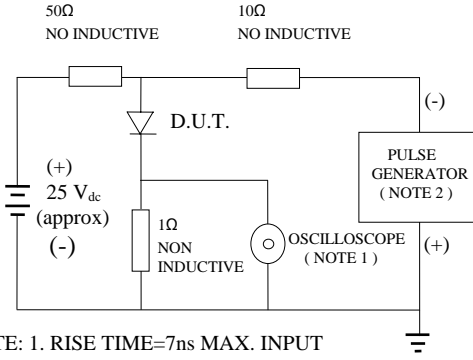 50Ω
NO INDUCTIVE
10Ω
NO INDUCTIVE
D.U.T.
(-)
PULSE
GENERATOR
( NOTE 2 )
(+)
(+)
25 Vdc
(approx)
(-)
1Ω
NON
INDUCTIVE
OSCILLOSCOPE
( NOTE 1 )
TE: 1. RISE TIME=7ns MAX. INPUT